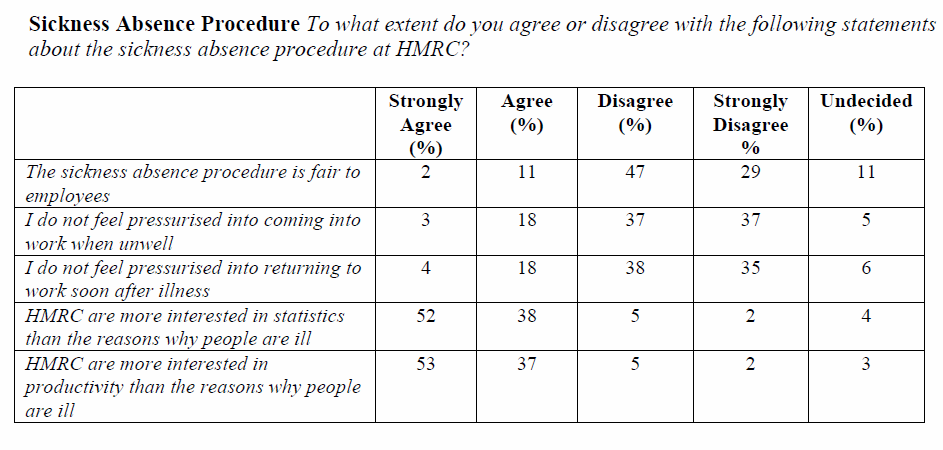 Sickness Absence Procedure To what extent do you agree or disagree with the following statements
about the sickness absence procedure at HMRC?
Strongly Agree (%) Agree (%) Disagree (%) Strongly Disagree % Undecided (%)
The sickness absence procedure is fair to 2 11 47 29 11
employees
I do not feel pressurised into coming into 3 18 37 37 5
work when unwell
I do not feel pressurised into returning to 4 18 38 35 6
work soon after illness
HMRC are more interested in statistics 52 38 5 2 4
than the reasons why people are ill
HMRC are more interested in 53 37 5 2 3
productivity than the reasons why people
are ill